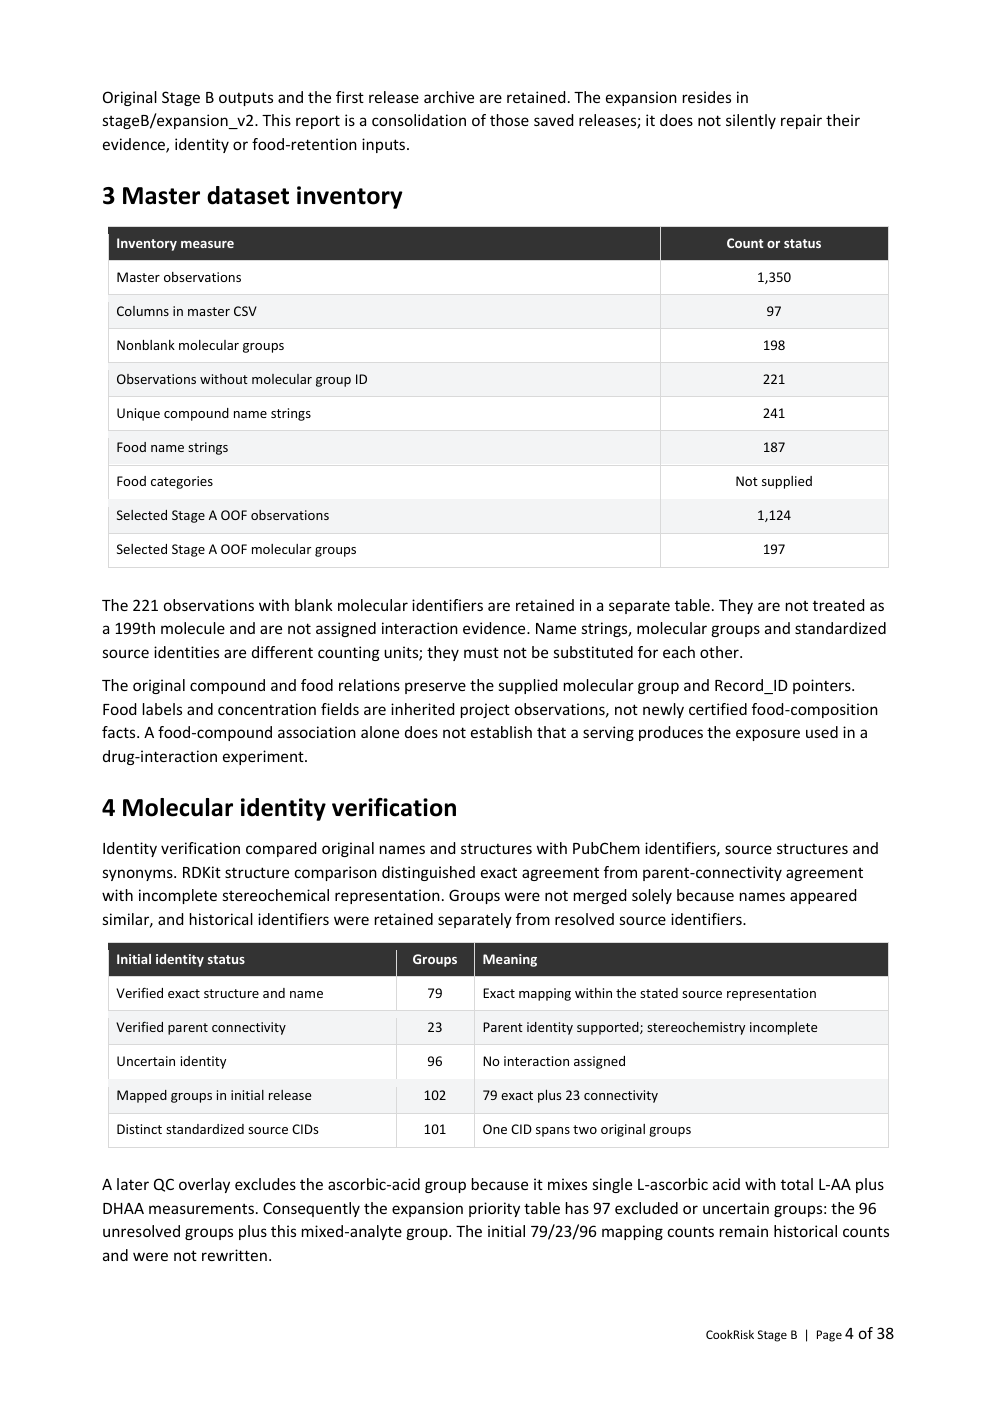 Original Stage B outputs and the first release archive are retained. The expansion resides in
stageB/expansion_v2. This report is a consolidation of those saved releases; it does not silently repair their
evidence, identity or food-retention inputs.
3 Master dataset inventory
Inventory measure Count or status
Master observations 1,350
Columns in master CSV 97
Nonblank molecular groups 198
Observations without molecular group ID 221
Unique compound name strings 241
Food name strings 187
Food categories Not supplied
Selected Stage A OOF observations 1,124
Selected Stage A OOF molecular groups 197
The 221 observations with blank molecular identifiers are retained in a separate table. They are not treated as
a 199th molecule and are not assigned interaction evidence. Name strings, molecular groups and standardized
source identities are different counting units; they must not be substituted for each other.
The original compound and food relations preserve the supplied molecular group and Record_ID pointers.
Food labels and concentration fields are inherited project observations, not newly certified food-composition
facts. A food-compound association alone does not establish that a serving produces the exposure used in a
drug-interaction experiment.
4 Molecular identity verification
Identity verification compared original names and structures with PubChem identifiers, source structures and
synonyms. RDKit structure comparison distinguished exact agreement from parent-connectivity agreement
with incomplete stereochemical representation. Groups were not merged solely because names appeared
similar, and historical identifiers were retained separately from resolved source identifiers.
Initial identity status Groups Meaning
Verified exact structure and name 79 Exact mapping within the stated source representation
Verified parent connectivity 23 Parent identity supported; stereochemistry incomplete
Uncertain identity 96 No interaction assigned
Mapped groups in initial release 102 79 exact plus 23 connectivity
Distinct standardized source CIDs 101 One CID spans two original groups
A later QC overlay excludes the ascorbic-acid group because it mixes single L-ascorbic acid with total L-AA plus
DHAA measurements. Consequently the expansion priority table has 97 excluded or uncertain groups: the 96
unresolved groups plus this mixed-analyte group. The initial 79/23/96 mapping counts remain historical counts
and were not rewritten.
CookRisk Stage B | Page 4 of 38